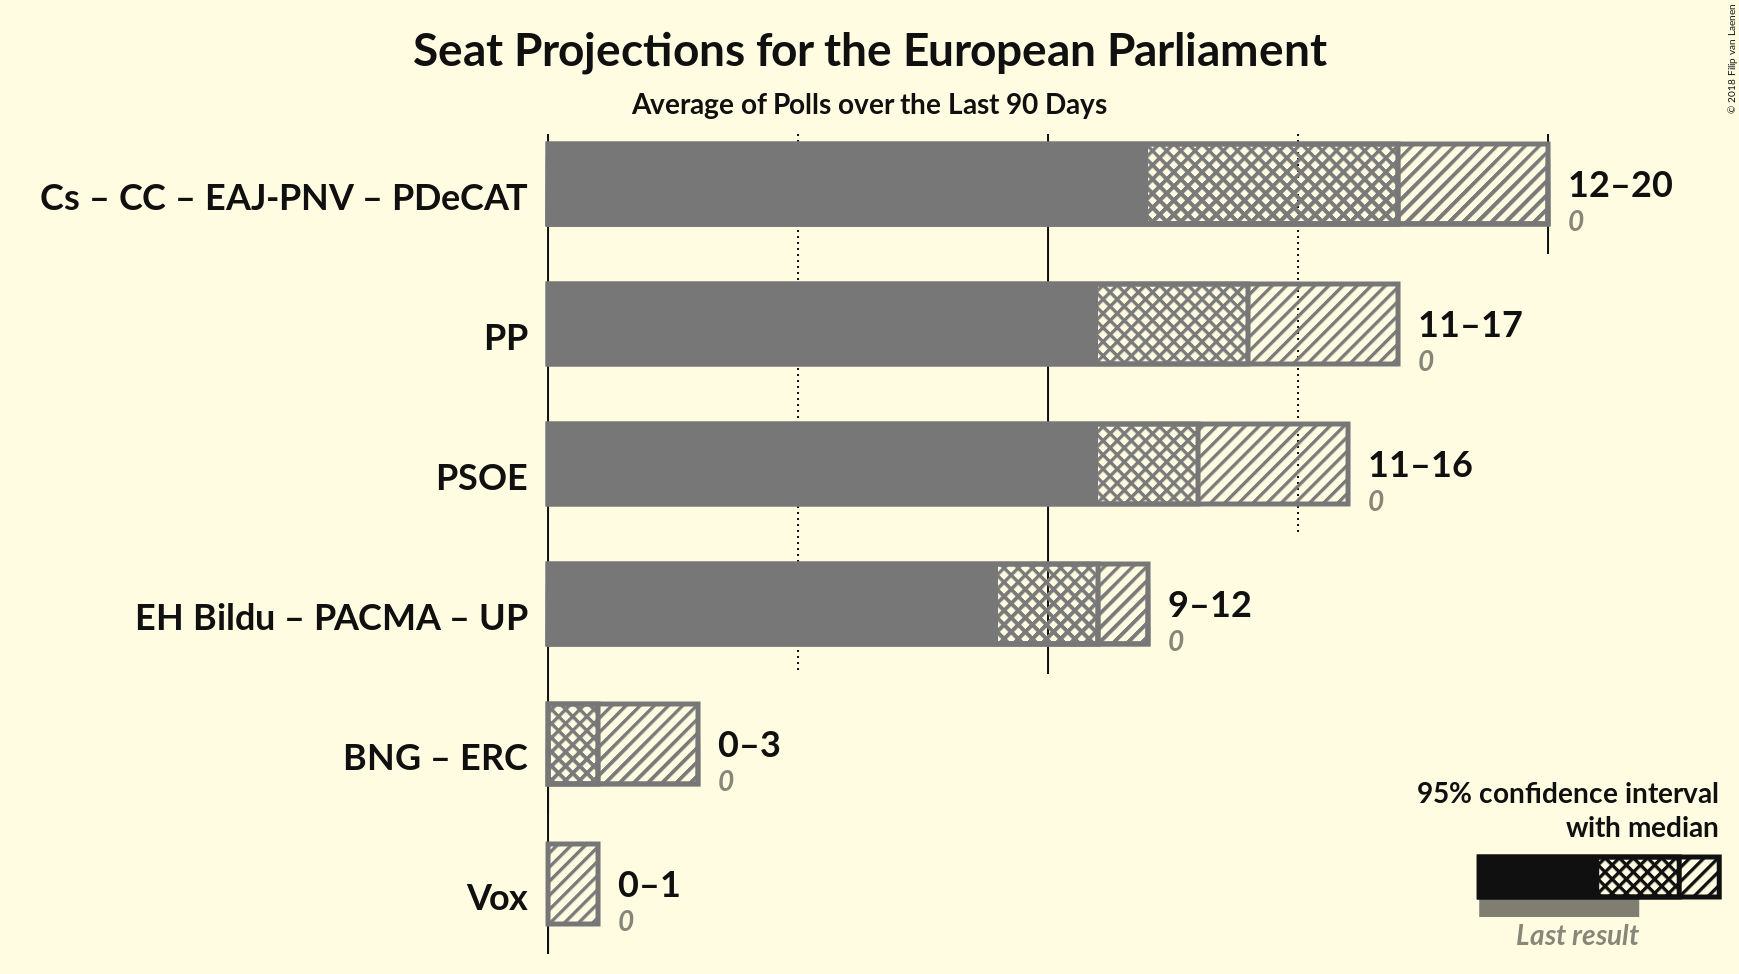 Seat Projections for the European Parliament
Average of Polls over the Last 90 Days
© 2018 Filip van Laenen
Cs – CC – EAJ-PNV – PDeCAT
12–20
0
PP
11–17
0
PSOE
11–16
0
EH Bildu – PACMA – UP
9–12
0
BNG – ERC
0–3
0
Vox
0–1
0
95% confidence interval
with median
Last result